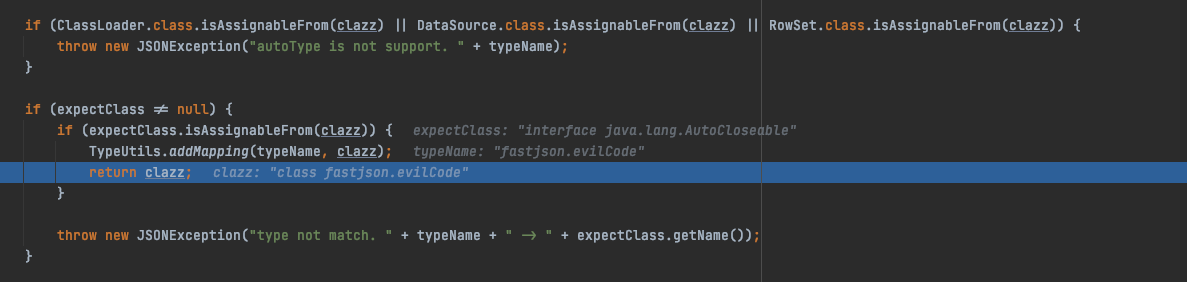 if (ClassLoader.class.isAssignableFrom(clazz) || DataSource.class.isAssignableFrom(clazz) || RowSet.class.isAssignableFrom(clazz)) {
throw new JSONException("autoType is not support. " + typeName);
}
if (expectClass ≠ null) {
if (expectClass.isAssignableFrom(clazz)) { expectClass: "interface java.lang.AutoCloseable"
TypeUtils.addMapping(typeName, clazz); typeName: "fastjson.evilCode"
return clazz; clazz: "class fastjson.evilCode"
}
throw new JSONException("type not match. " + typeName + " → " + expectClass.getName());
}